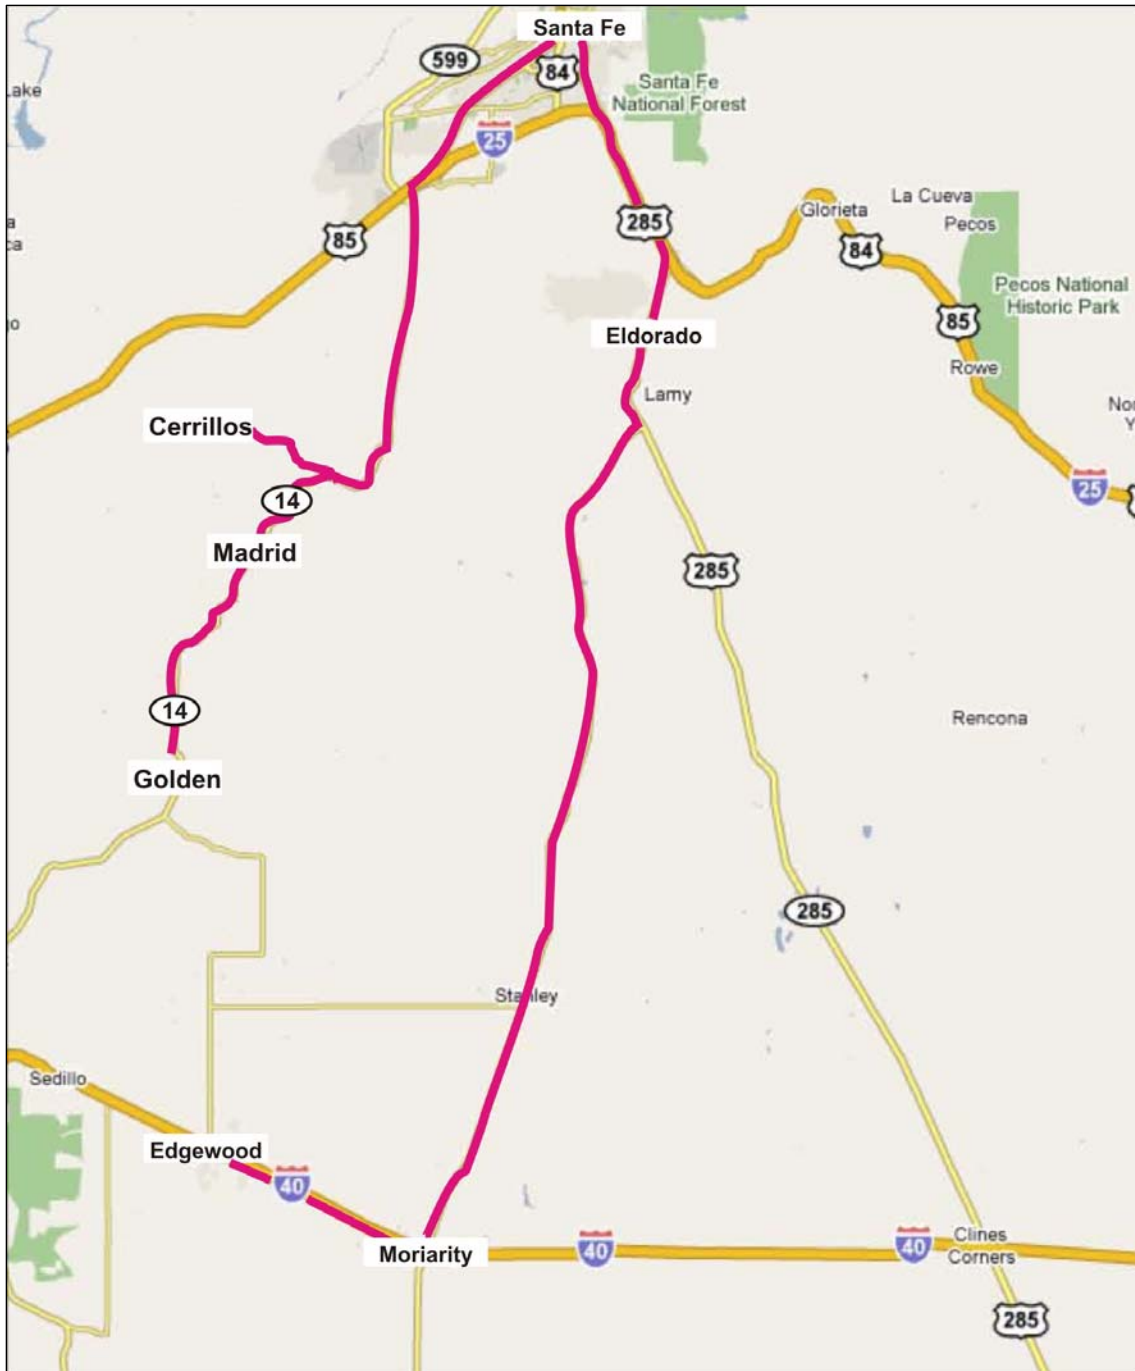 Santa Fe
599
84
Santa Fe
National Forest
ake
25
285
La Cueva
Glorieta
Pecos
85
84
Pecos National
Historic Park
85
Eldorado
Rowe
Lamy
Cerrillos
25
14
Madrid
285
14
Rencona
Golden
285
Stanley
Sedillo
Edgewood
40
Moriarity
40
40
Clines
Corners
285